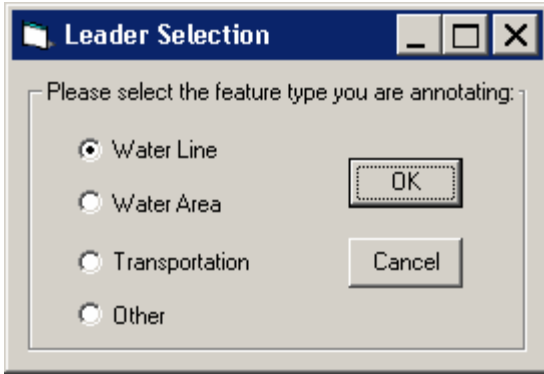 Leader Selection
Please select the feature type you are annotating:
Water Line
OK
Water Area
Transportation
Cancel
Other